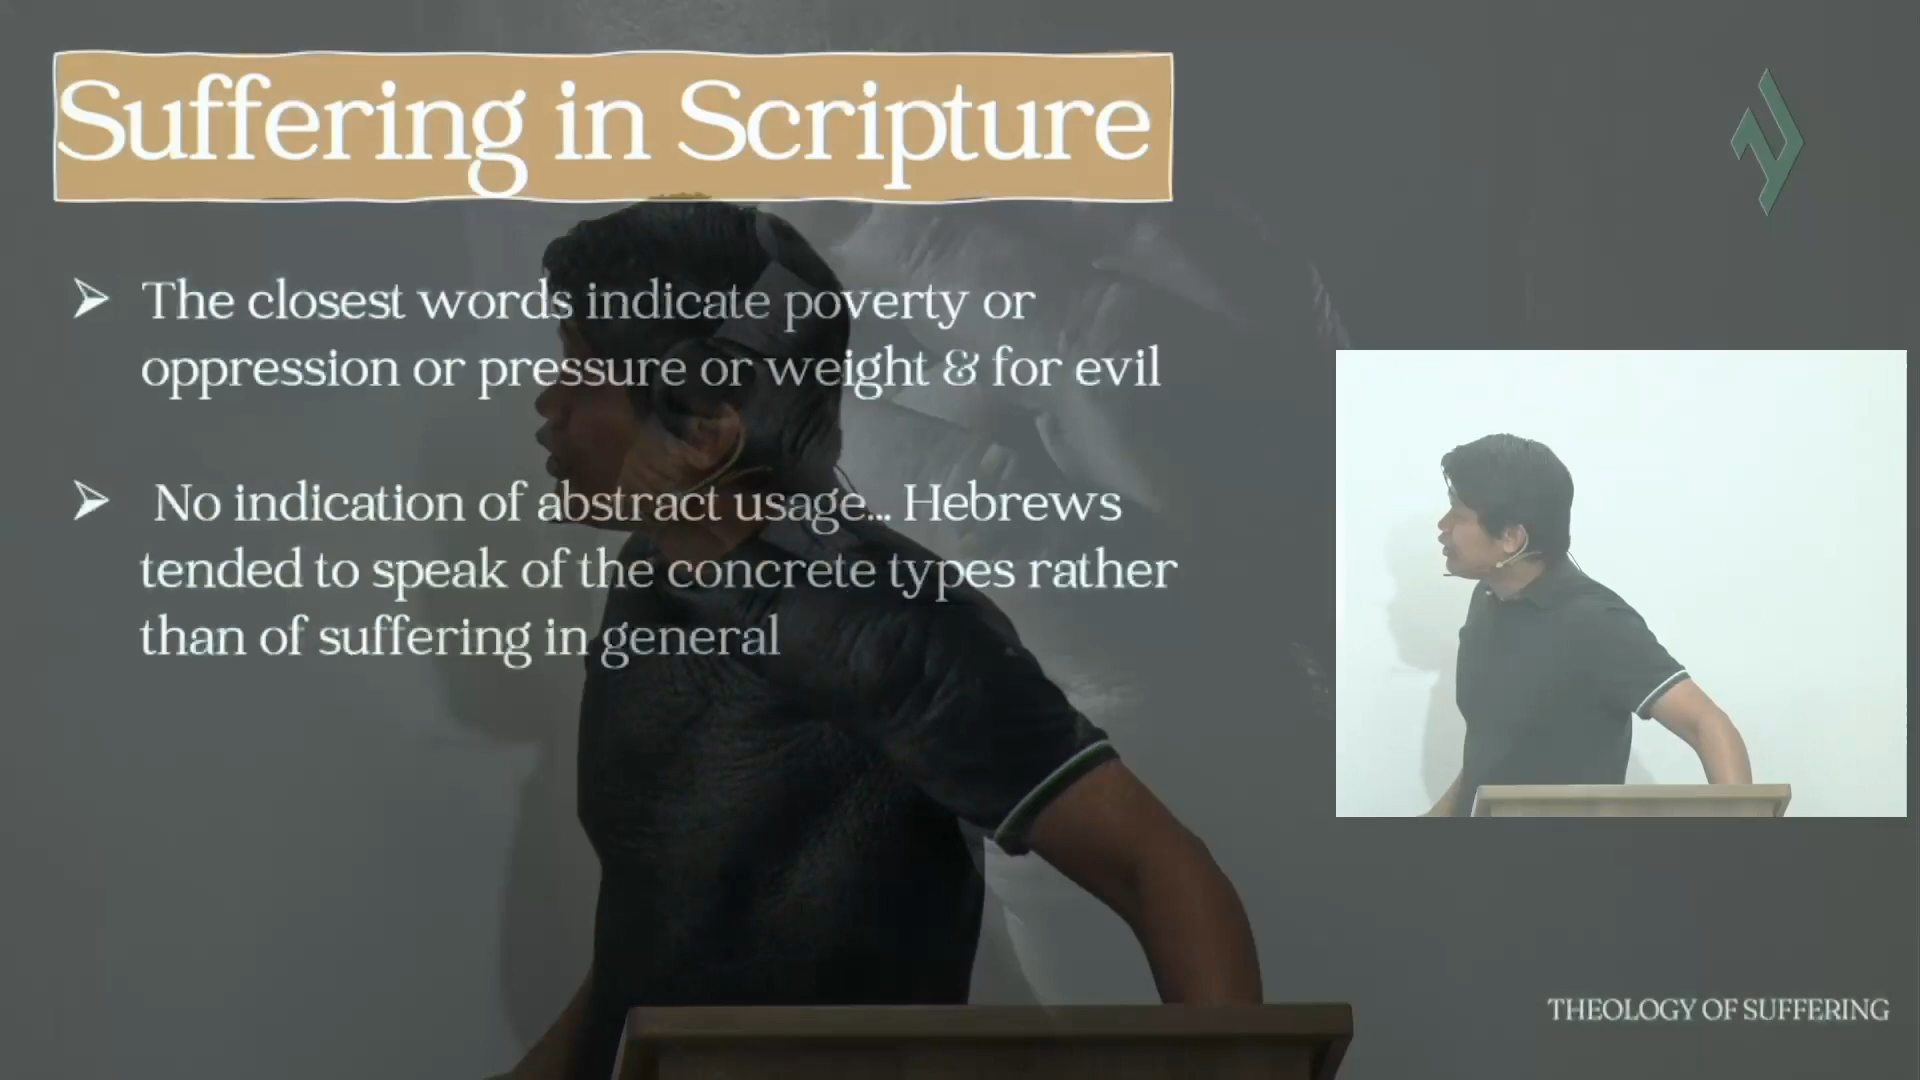 Suffering in Scripture
The closest words indicate poverty or
oppression or pressure or weight & for evil
No indication of abstract usage... Hebrews
tended to speak of the concrete types rather
than of suffering in general
THEOLOGY OF SUFFERING